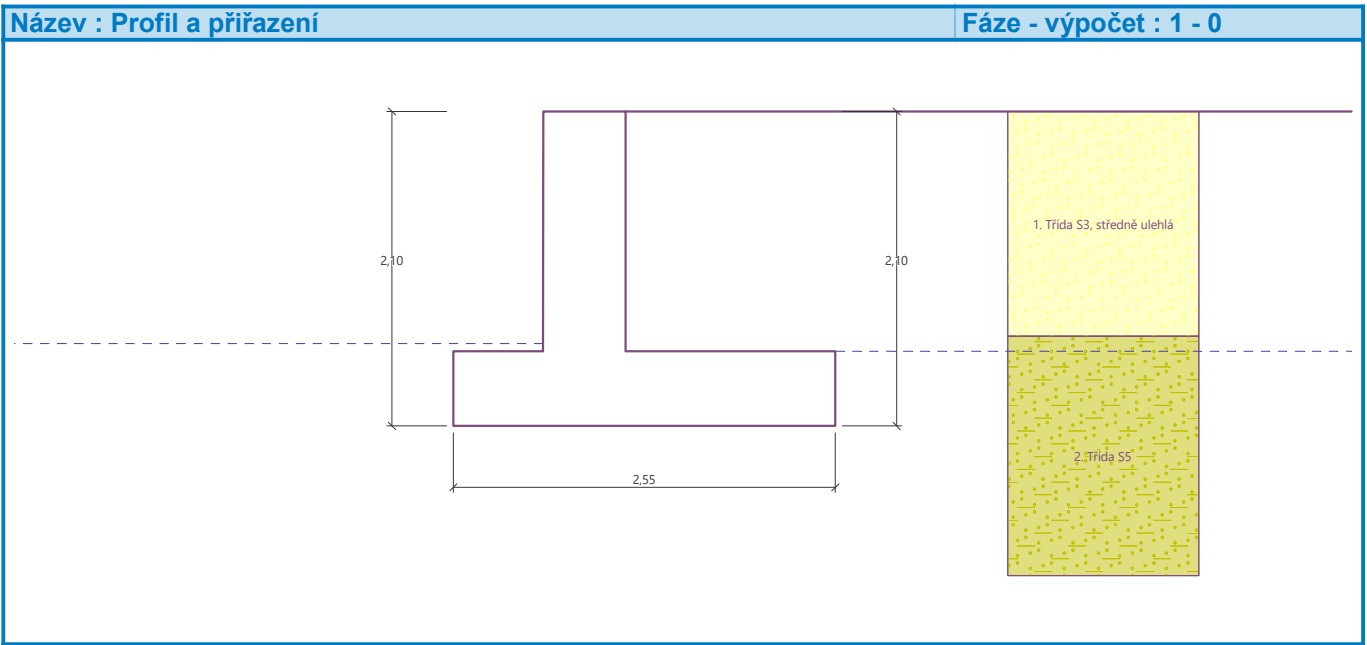 Název : Profil a přiřazení
Fáze - výpočet : 1 - 0
1. Třída S3, středně ulehlá
2,10
2,10
2. Třída S5
2,55